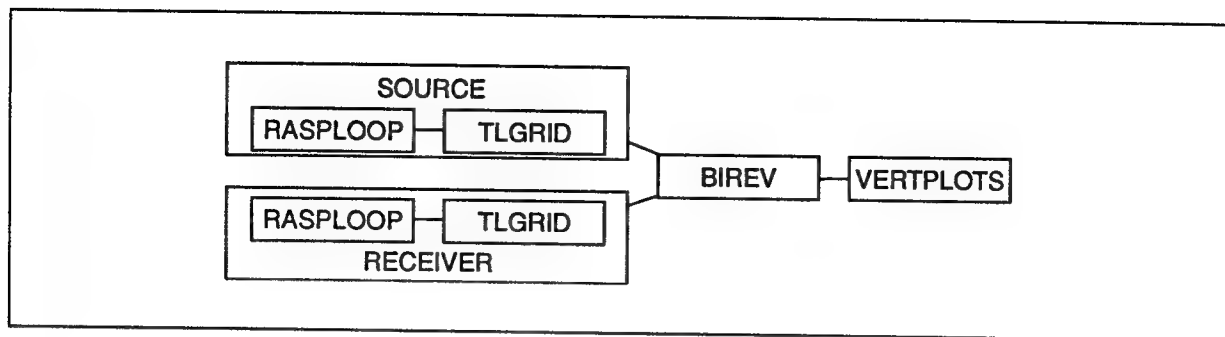 SOURCE
RASPLOOP
TLGRID
BIREV
VERTPLOTS
RASPLOOP
TLGRID
RECEIVER